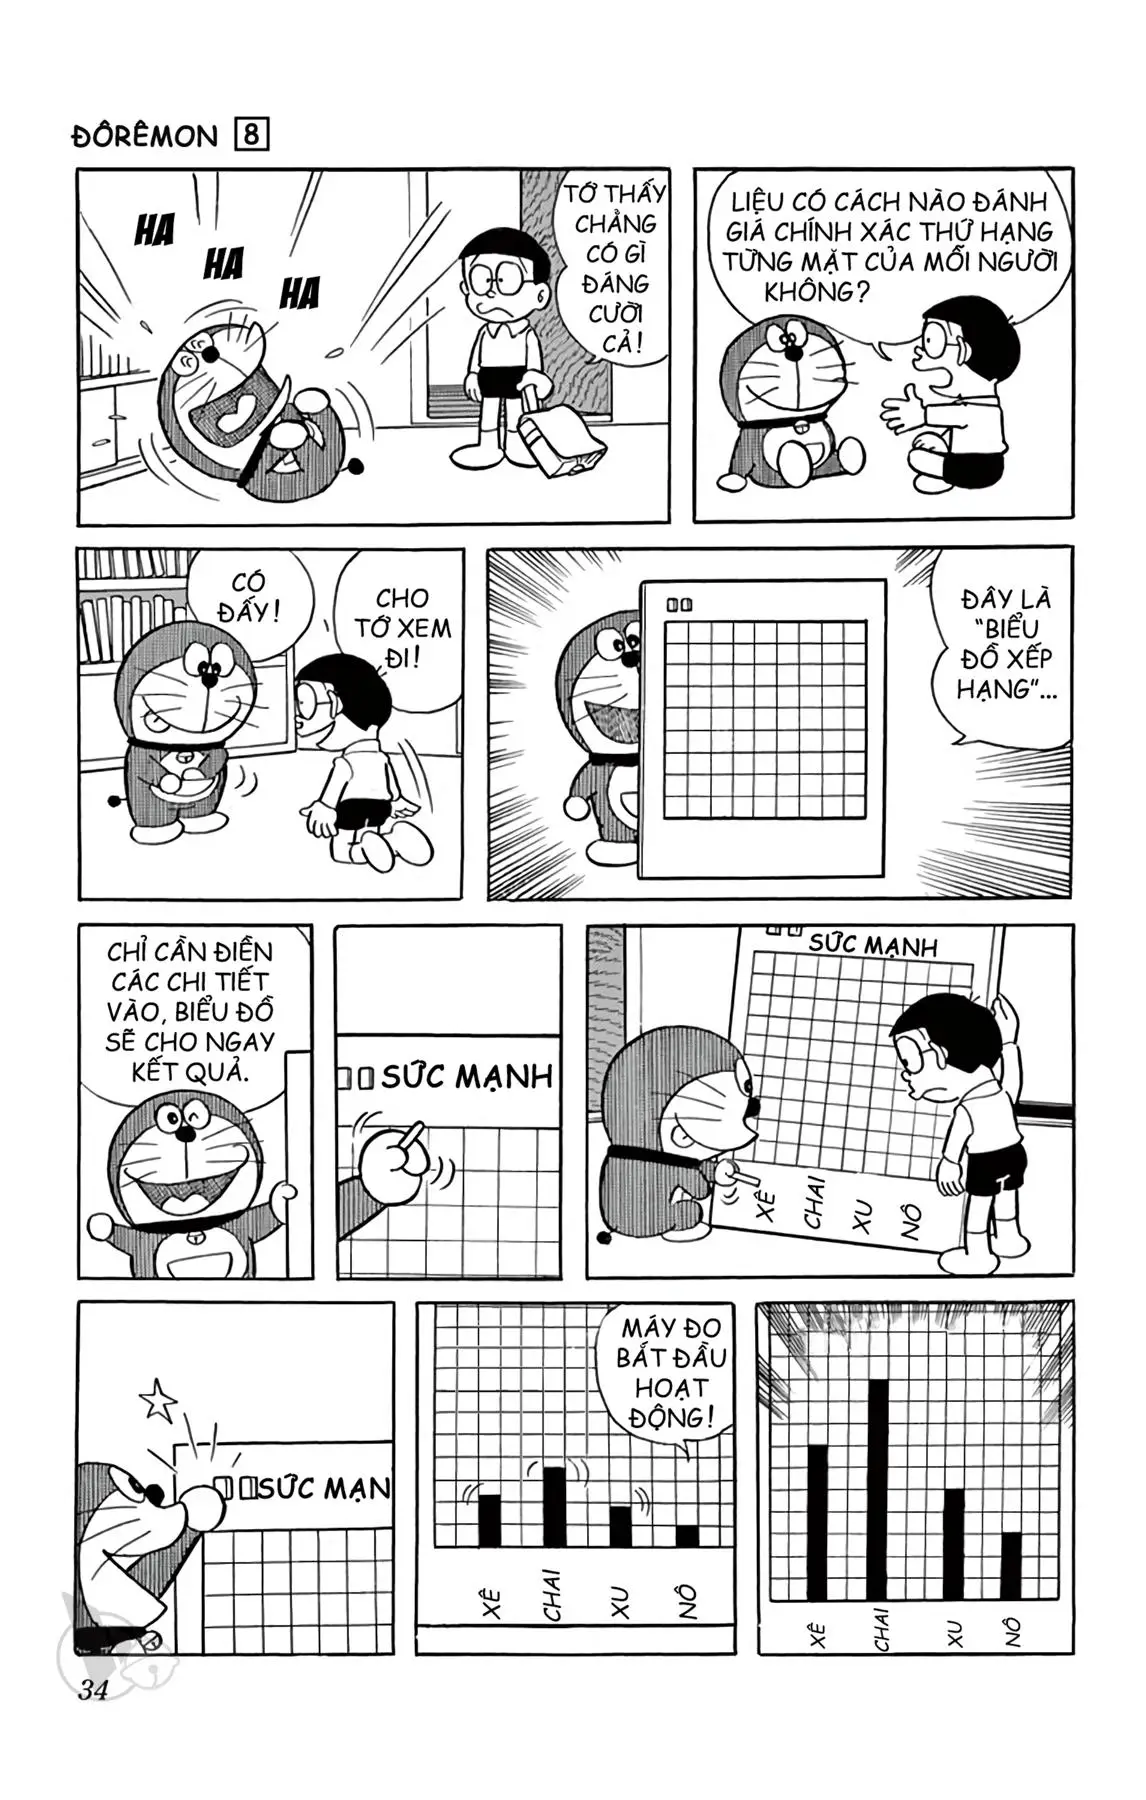 ĐÔRÊMON 8
HA
HA
HA
TỚ THẤY
CHẢNG
CÓ GÌ
ĐÁNG
CƯỜI
CẢ!
LIỆU CÓ CÁCH NÀO ĐÁNH
GIÁ CHÍNH XÁC THỨ HẠNG
TỪNG MẶT CỦA MỖI NGƯỜI
KHÔNG?
CÓ
ĐẤY!
CHO
TỚ XEM
ĐI!
ĐÂY LÀ
"BIỂU
ĐỒ XẾP
HẠNG"...
CHỈ CẦN ĐIỀN
CÁC CHI TIẾT
VÀO, BIỂU ĐỒ
SẼ CHO NGAY
KẾT QUẢ.
SỨC MẠNH
SỨC MẠNH
XÊ
CHAI
XU
NÔ
SỨC MẠN
MÁY ĐO
BẮT ĐẦU
HOẠT
ĐỘNG!
XÊ
CHAI
XU
NÔ
XÊ
CHAI
XU
NÔ
34